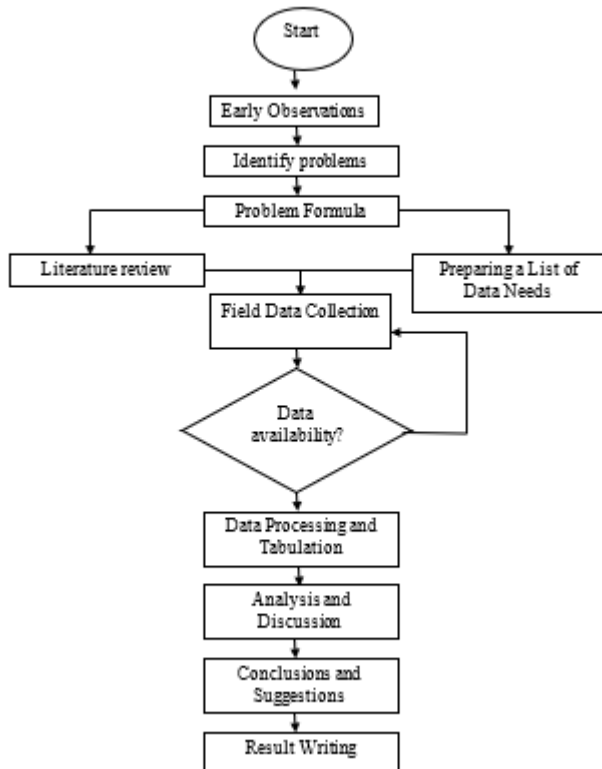 Start
Early Observations
Identify problems
Problem Formula
Literature review
Preparing a List of
Data Needs
Field Data Collection
Data
availability?
Data Processing and
Tabulation
Analysis and
Discussion
Conclusions and
Suggestions
Result Writing